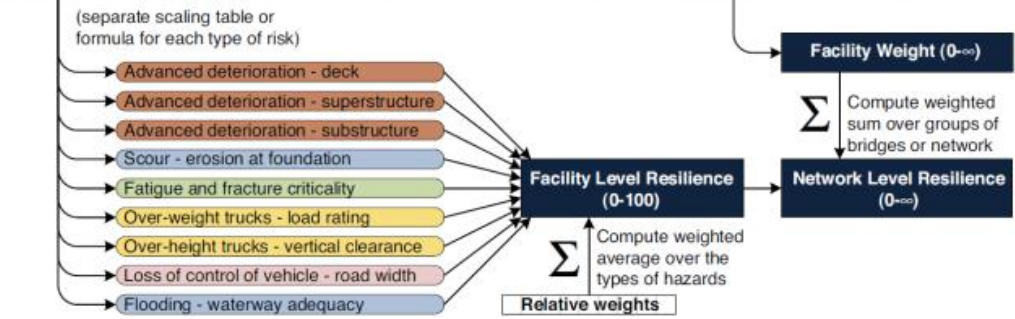 (separate scaling table or
formula for each type of risk)
Advanced deterioration - deck
Advanced deterioration - superstructure
Advanced deterioration - substructure
Scour - erosion at foundation
Fatigue and fracture criticality
Over-weight trucks - load rating
Over-height trucks - vertical clearance
Loss of control of vehicle - road width
Flooding - waterway adequacy
Facility Level Resilience
(0-100)
Σ
Compute weighted
average over the
types of hazards
Relative weights
Facility Weight (0-∞)
Σ
Compute weighted
sum over groups of
bridges or network
Network Level Resilience
(0-∞)